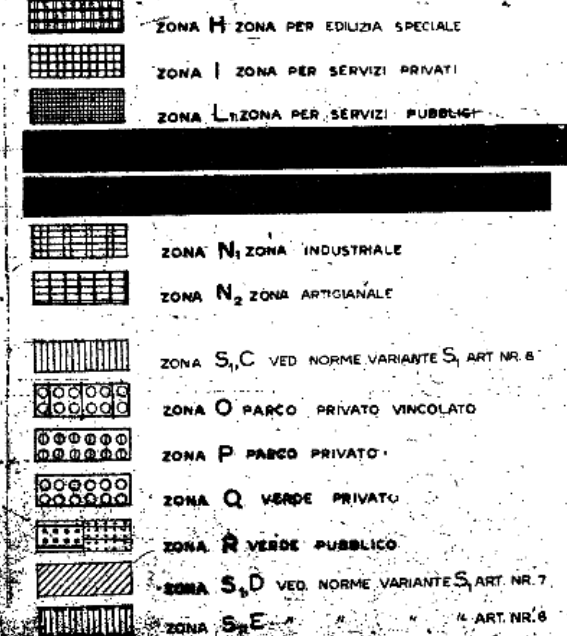 ZONA H ZONA PER EDILIZIA SPECIALE
ZONA I ZONA PER SERVIZI PRIVATI
ZONA L1 ZONA PER SERVIZI PUBBLICI
ZONA N1 ZONA INDUSTRIALE
ZONA N2 ZONA ARTIGIANALE
ZONA S1,C VED NORME VARIANTE S1 ART NR. 8
ZONA O PARCO PRIVATO VINCOLATO
ZONA P PARCO PRIVATO
ZONA Q VERDE PRIVATO
ZONA R VERDE PUBBLICO
ZONA S1,D VED. NORME VARIANTE S1 ART. NR. 7
ZONA S1,E " " " " ART. NR. 6